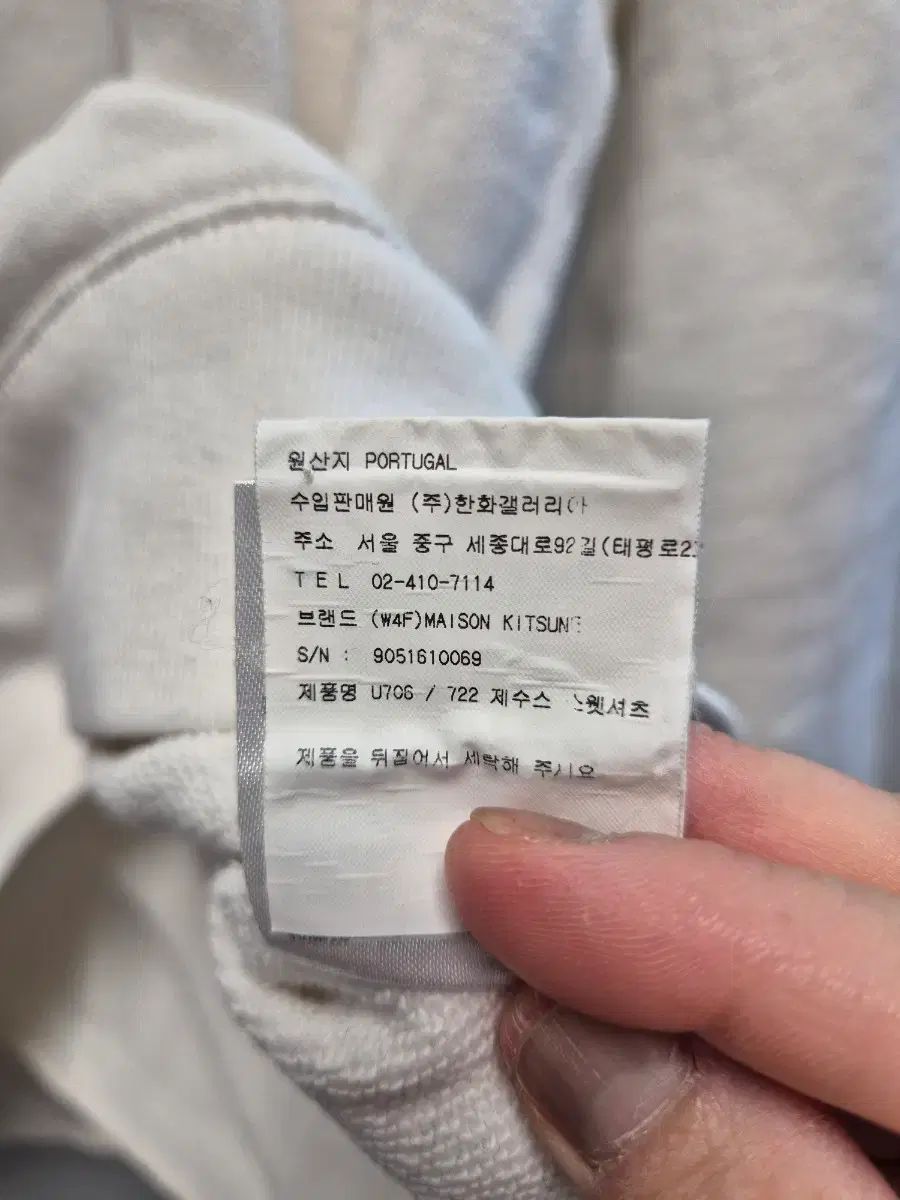 원산지 PORTUGAL
수입판매원 (주)한화갤러리아
주소 서울 중구 세종대로92길(태평로2
TEL 02-410-7114
브랜드 (W4F)MAISON KITSUN
S/N : 9051610069
제품명 U706 / 722 제수스 스웻셔츠
제품을 뒤집어서 세탁해 주시요